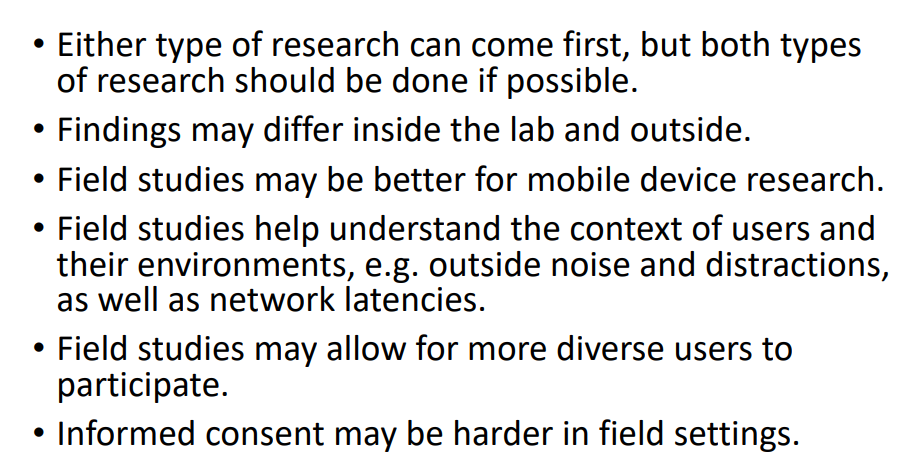 • Either type of research can come first, but both types
of research should be done if possible.
• Findings may differ inside the lab and outside.
• Field studies may be better for mobile device research.
• Field studies help understand the context of users and
their environments, e.g. outside noise and distractions,
as well as network latencies.
• Field studies may allow for more diverse users to
participate.
• Informed consent may be harder in field settings.